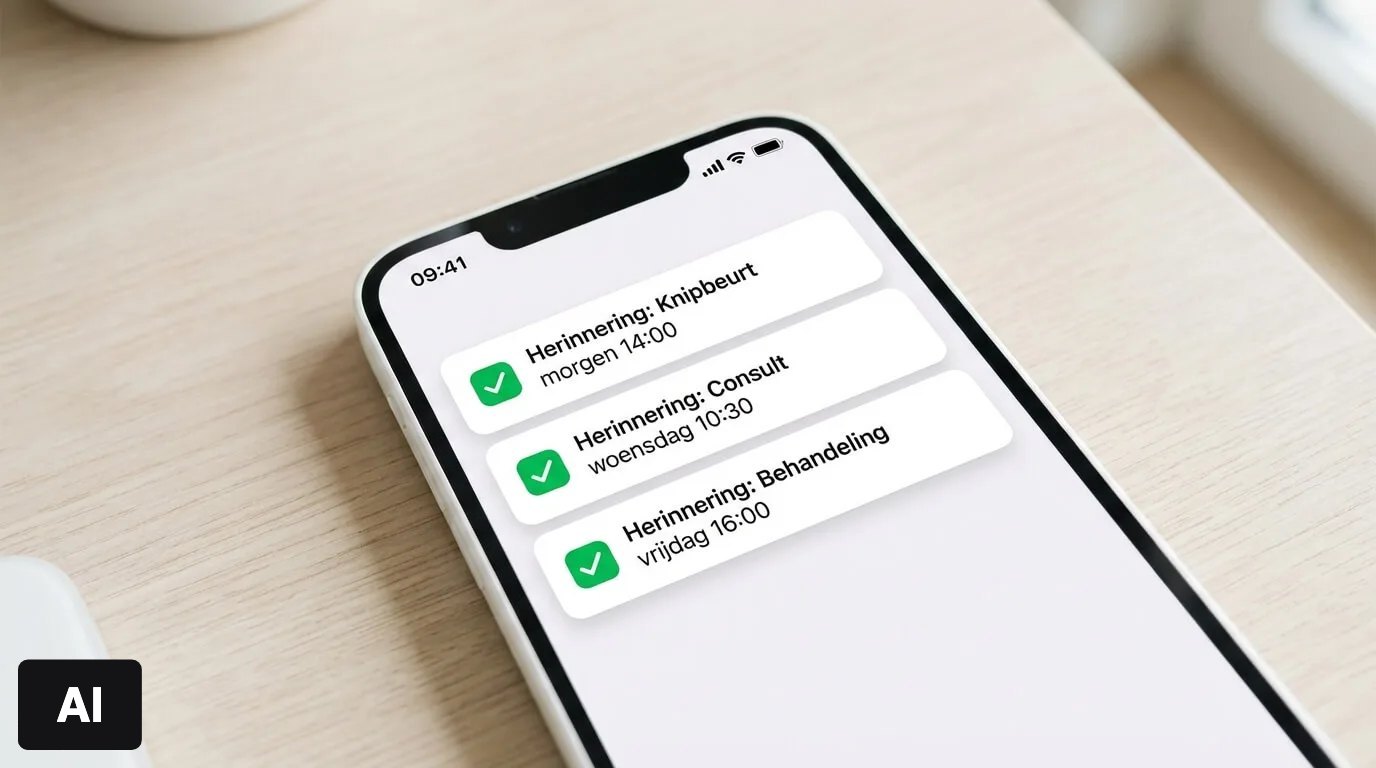 09:41
Herinnering: Knipbeurt
morgen 14:00
Herinnering: Consult
woensdag 10:30
Herinnering: Behandeling
vrijdag 16:00
AI